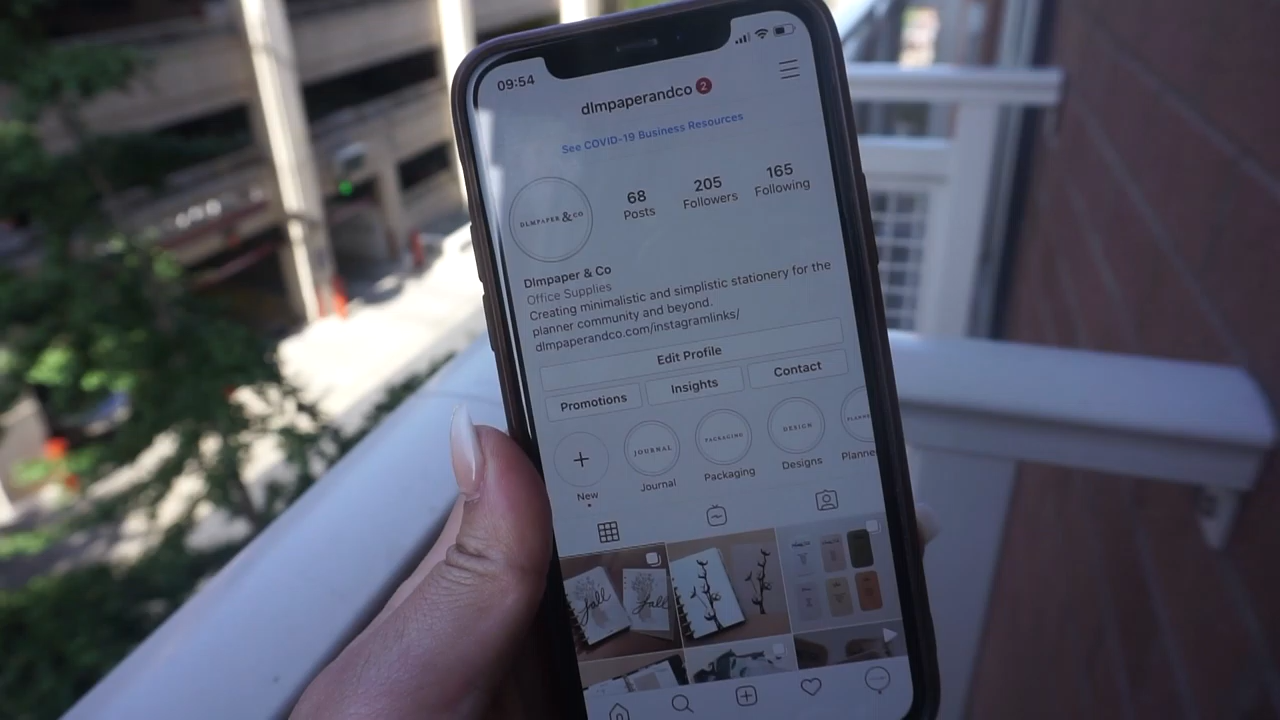 09:54
dlmpaperandco 2
See COVID-19 Business Resources
DLMPAPER & CO
68 205 165
Posts Followers Following
Dlmpaper & Co
Office Supplies
Creating minimalistic and simplistic stationery for the
planner community and beyond.
dlmpaperandco.com/instagramlinks/
Edit Profile
Promotions Insights Contact
JOURNAL PACKAGING DESIGN
New Journal Packaging Designs Planne
fall fall